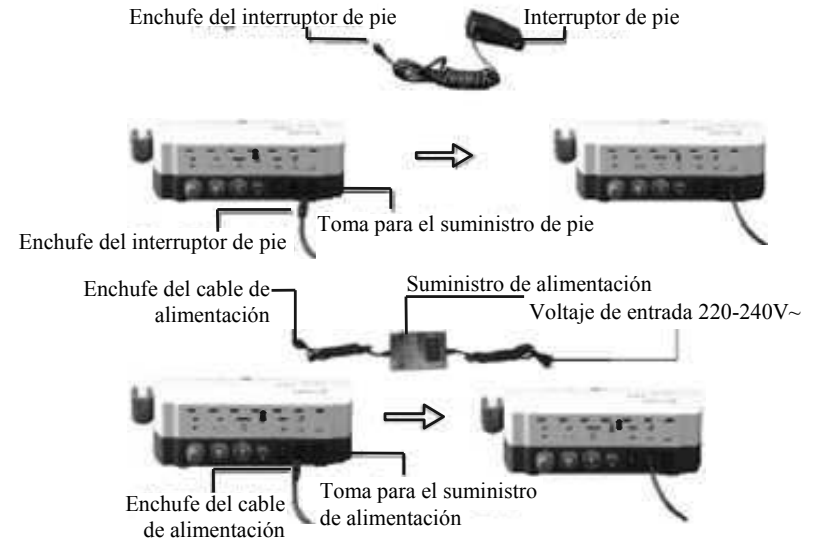 Enchufe del interruptor de pie
Interruptor de pie
Toma para el suministro de pie
Enchufe del interruptor de pie
Enchufe del cable de
alimentación
Suministro de alimentación
Voltaje de entrada 220-240V~
Enchufe del cable
de alimentación
Toma para el suministro
de alimentación